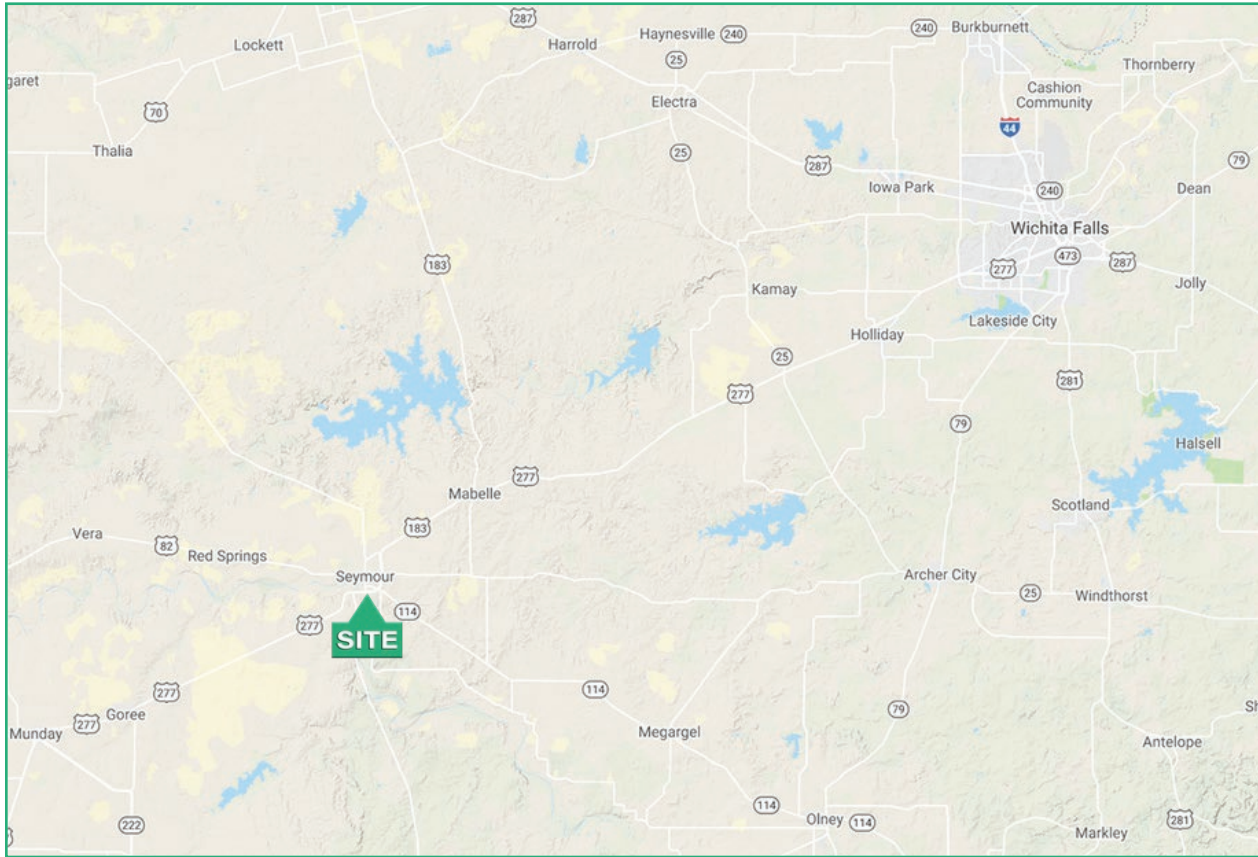 287
Burkburnett
Lockett
Harrold
Haynesville
240
240
25
Thornberry
garet
Electra
Cashion
Community
70
44
Thalia
25
287
79
Iowa Park
240
Dean
Wichita Falls
183
277
473
287
Kamay
Jolly
Holliday
Lakeside City
25
281
277
79
Halsell
277
Mabelle
Scotland
183
Vera
82
Red Springs
Seymour
Archer City
114
25
Windthorst
277
SITE
277
114
Goree
79
277
Munday
Megargel
Sh
Antelope
114
Olney
114
222
281
Markley